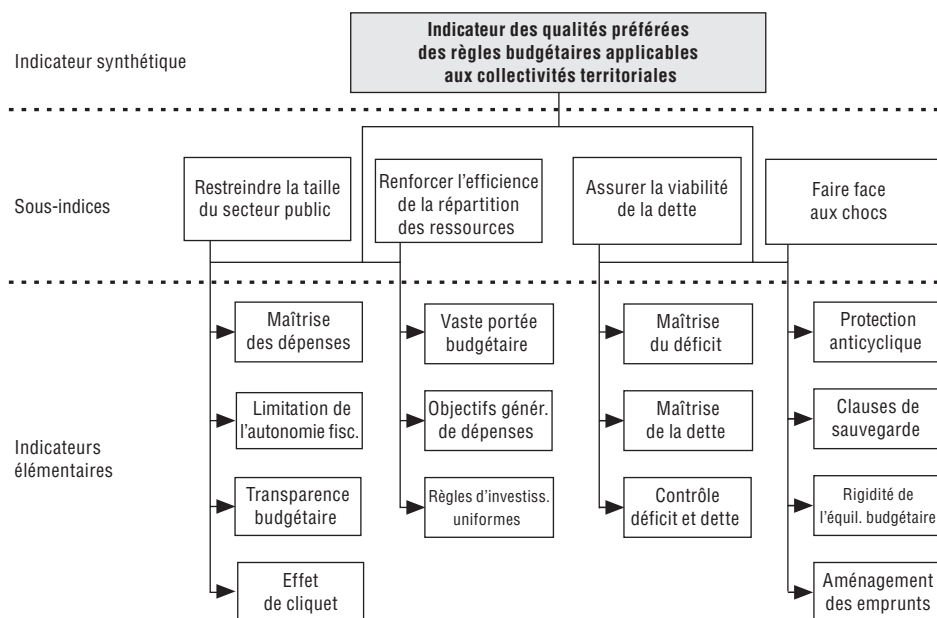 Indicateur synthétique
Indicateur des qualités préférées
des règles budgétaires applicables
aux collectivités territoriales
Sous-indices
Restreindre la taille
du secteur public
Renforcer l'efficience
de la répartition
des ressources
Assurer la viabilité
de la dette
Faire face
aux chocs
Indicateurs
élémentaires
Maîtrise
des dépenses
Limitation de
l'autonomie fisc.
Transparence
budgétaire
Effet
de cliquet
Vaste portée
budgétaire
Objectifs génér.
de dépenses
Règles d'investiss.
uniformes
Maîtrise
du déficit
Maîtrise
de la dette
Contrôle
déficit et dette
Protection
anticyclique
Clauses de
sauvegarde
Rigidité de
l'équil. budgétaire
Aménagement
des emprunts